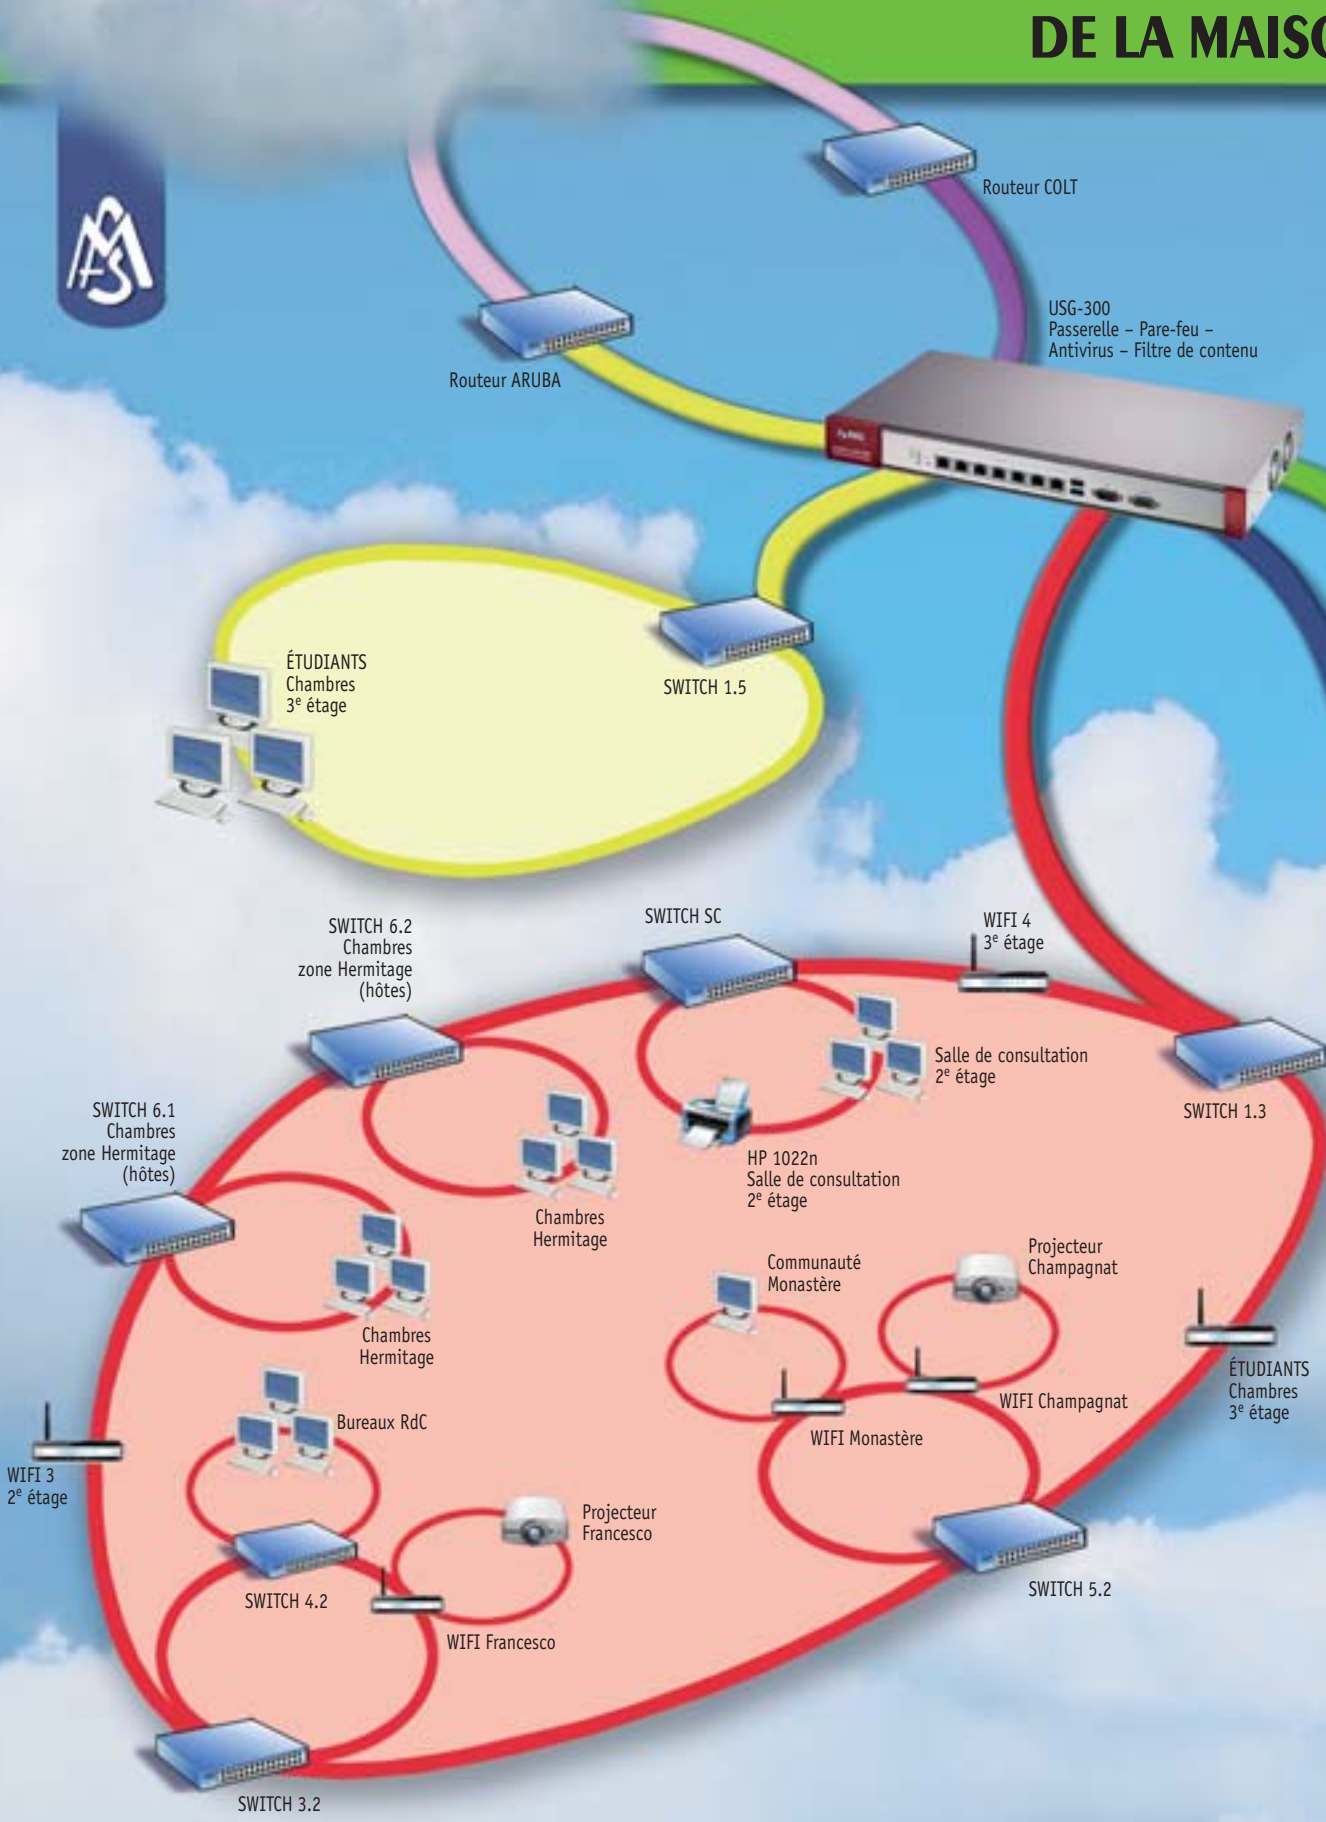 DE LA MAISO
Routeur COLT
USG-300
Passerelle – Pare-feu –
Antivirus – Filtre de contenu
Routeur ARUBA
ÉTUDIANTS
Chambres
3e étage
SWITCH 1.5
SWITCH 6.2
Chambres
zone Hermitage
(hôtes)
SWITCH SC
WIFI 4
3e étage
Salle de consultation
2e étage
SWITCH 1.3
SWITCH 6.1
Chambres
zone Hermitage
(hôtes)
HP 1022n
Salle de consultation
2e étage
Chambres
Hermitage
Communauté
Monastère
Projecteur
Champagnat
Chambres
Hermitage
ÉTUDIANTS
Chambres
3e étage
WIFI Champagnat
Bureaux RdC
WIFI Monastère
WIFI 3
2e étage
Projecteur
Francesco
SWITCH 5.2
SWITCH 4.2
WIFI Francesco
SWITCH 3.2